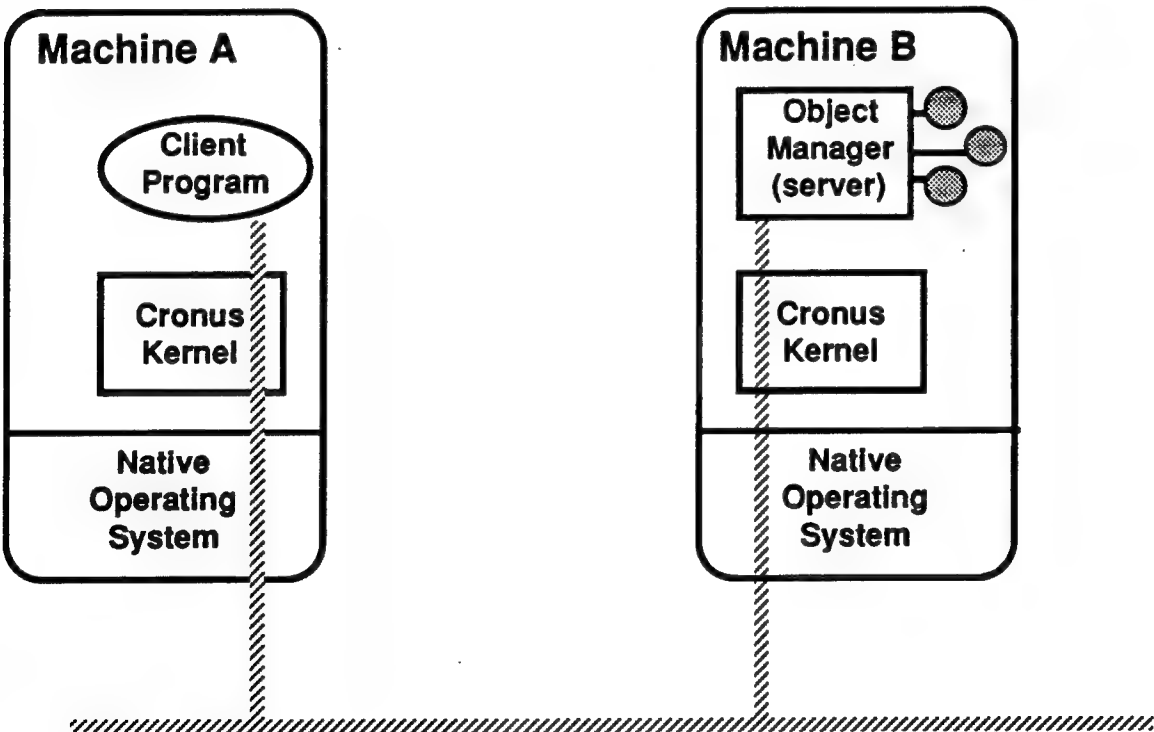 Machine A
Client
Program
Cronus
Kernel
Native
Operating
System
Machine B
Object
Manager
(server)
Cronus
Kernel
Native
Operating
System